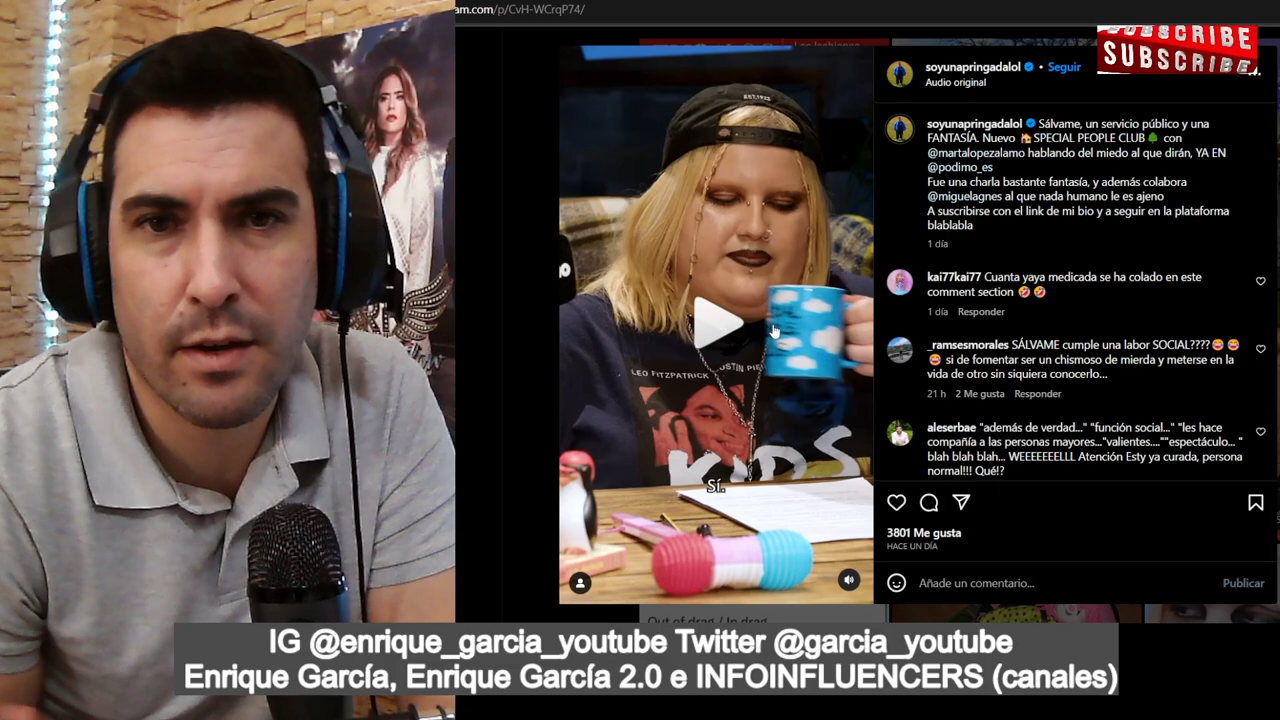 am.com/p/CvH-WCrqP74/
SUBSCRIBE
SUBSCRIBE
soyunapringadalol • Seguir
Audio original
soyunapringadalol Sálvame, un servicio público y una
FANTASÍA. Nuevo 🏠SPECIAL PEOPLE CLUB🌲 con
@martalopezalamo hablando del miedo al que dirán, YA EN
@podimo_es
Fue una charla bastante fantasía, y además colabora
@miguelagnes al que nada humano le es ajeno
A suscribirse con el link de mi bio y a seguir en la plataforma
blablabla
1 día
kai77kai77 Cuanta yaya medicada se ha colado en este
comment section 🤣🤣
1 día Responder
_ramsesmorales SÁLVAME cumple una labor SOCIAL????😂😂
😂 si de fomentar ser un chismoso de mierda y meterse en la
vida de otro sin siquiera conocerlo...
21 h 2 Me gusta Responder
aleserbae "además de verdad..." "función social..." "les hace
compañía a las personas mayores..."valientes....""espectáculo... "
blah blah blah... WEEEEEEELLL Atención Esty ya curada, persona
normal!!! Qué!?
3801 Me gusta
HACE UN DÍA
Añade un comentario... Publicar
EST.1933
LEO FITZPATRICK
KIDS
Sí.
Out of drag / In drag
IG @enrique_garcia_youtube Twitter @garcia_youtube
Enrique García, Enrique García 2.0 e INFOINFLUENCERS (canales)